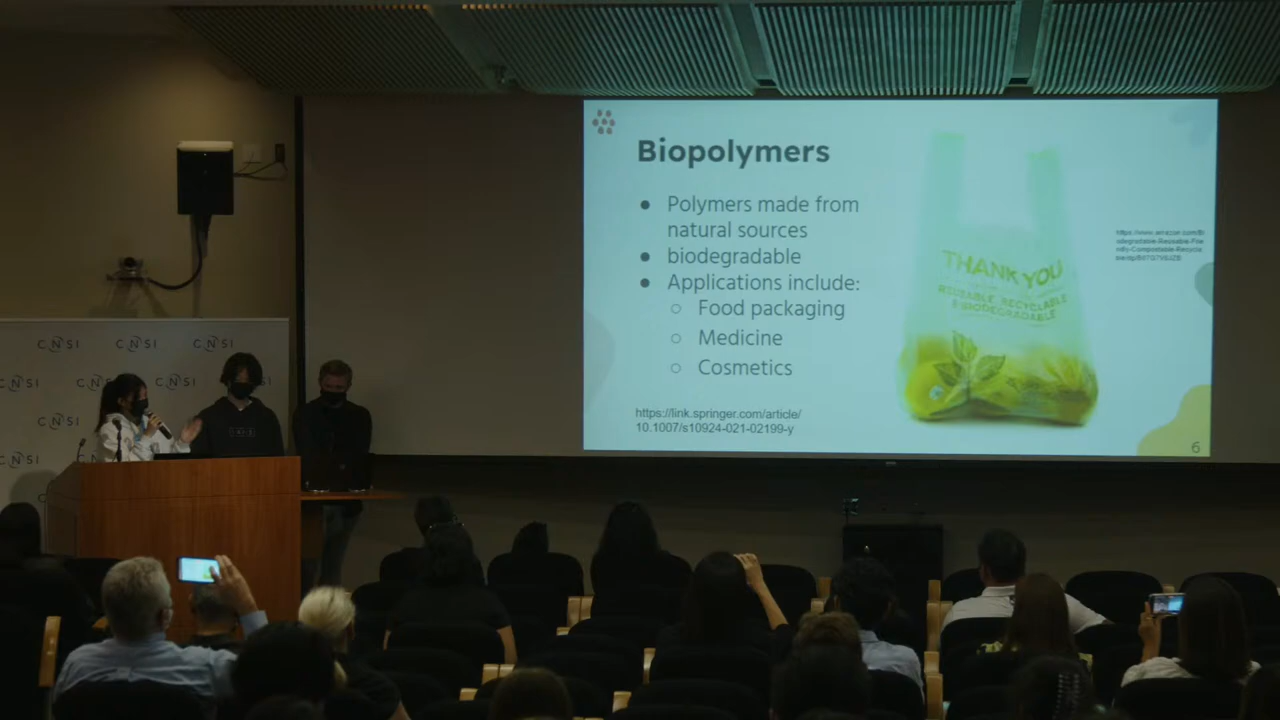 Biopolymers
● Polymers made from
natural sources
● biodegradable
● Applications include:
○ Food packaging
○ Medicine
○ Cosmetics
https://link.springer.com/article/
10.1007/s10924-021-02199-y
THANK YOU
REUSABLE, RECYCLABLE
& BIODEGRADABLE
6
CNSI CNSI CNSI
CNSI CNSI CNSI
CNSI
CNSI